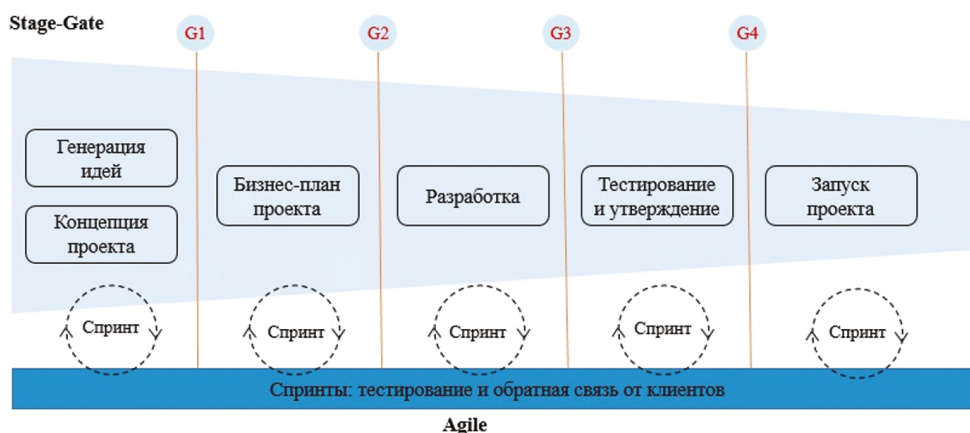 Stage-Gate
G1
G2
G3
G4
Генерация
идей
Концепция
проекта
Бизнес-план
проекта
Разработка
Тестирование
и утверждение
Запуск
проекта
Спринт
Спринт
Спринт
Спринт
Спринт
Спринты: тестирование и обратная связь от клиентов
Agile